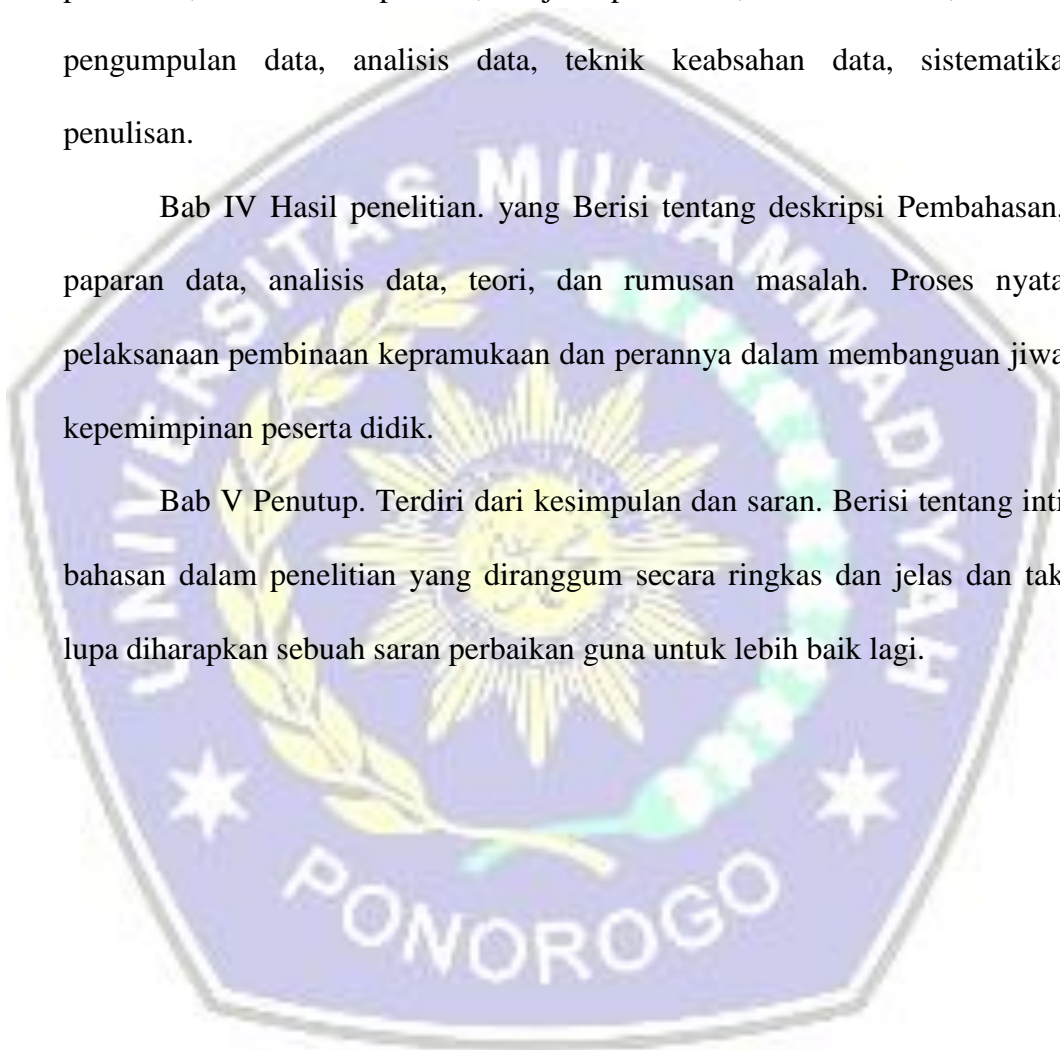 pengumpulan data, analisis data, teknik keabsahan data, sistematika
penulisan.
Bab IV Hasil penelitian. yang Berisi tentang deskripsi Pembahasan,
paparan data, analisis data, teori, dan rumusan masalah. Proses nyata
pelaksanaan pembinaan kepramukaan dan perannya dalam membanguan jiwa
kepemimpinan peserta didik.
Bab V Penutup. Terdiri dari kesimpulan dan saran. Berisi tentang inti
bahasan dalam penelitian yang diranggum secara ringkas dan jelas dan tak
lupa diharapkan sebuah saran perbaikan guna untuk lebih baik lagi.
UNIVERSITAS MUHAMMADIYAH
PONOROGO